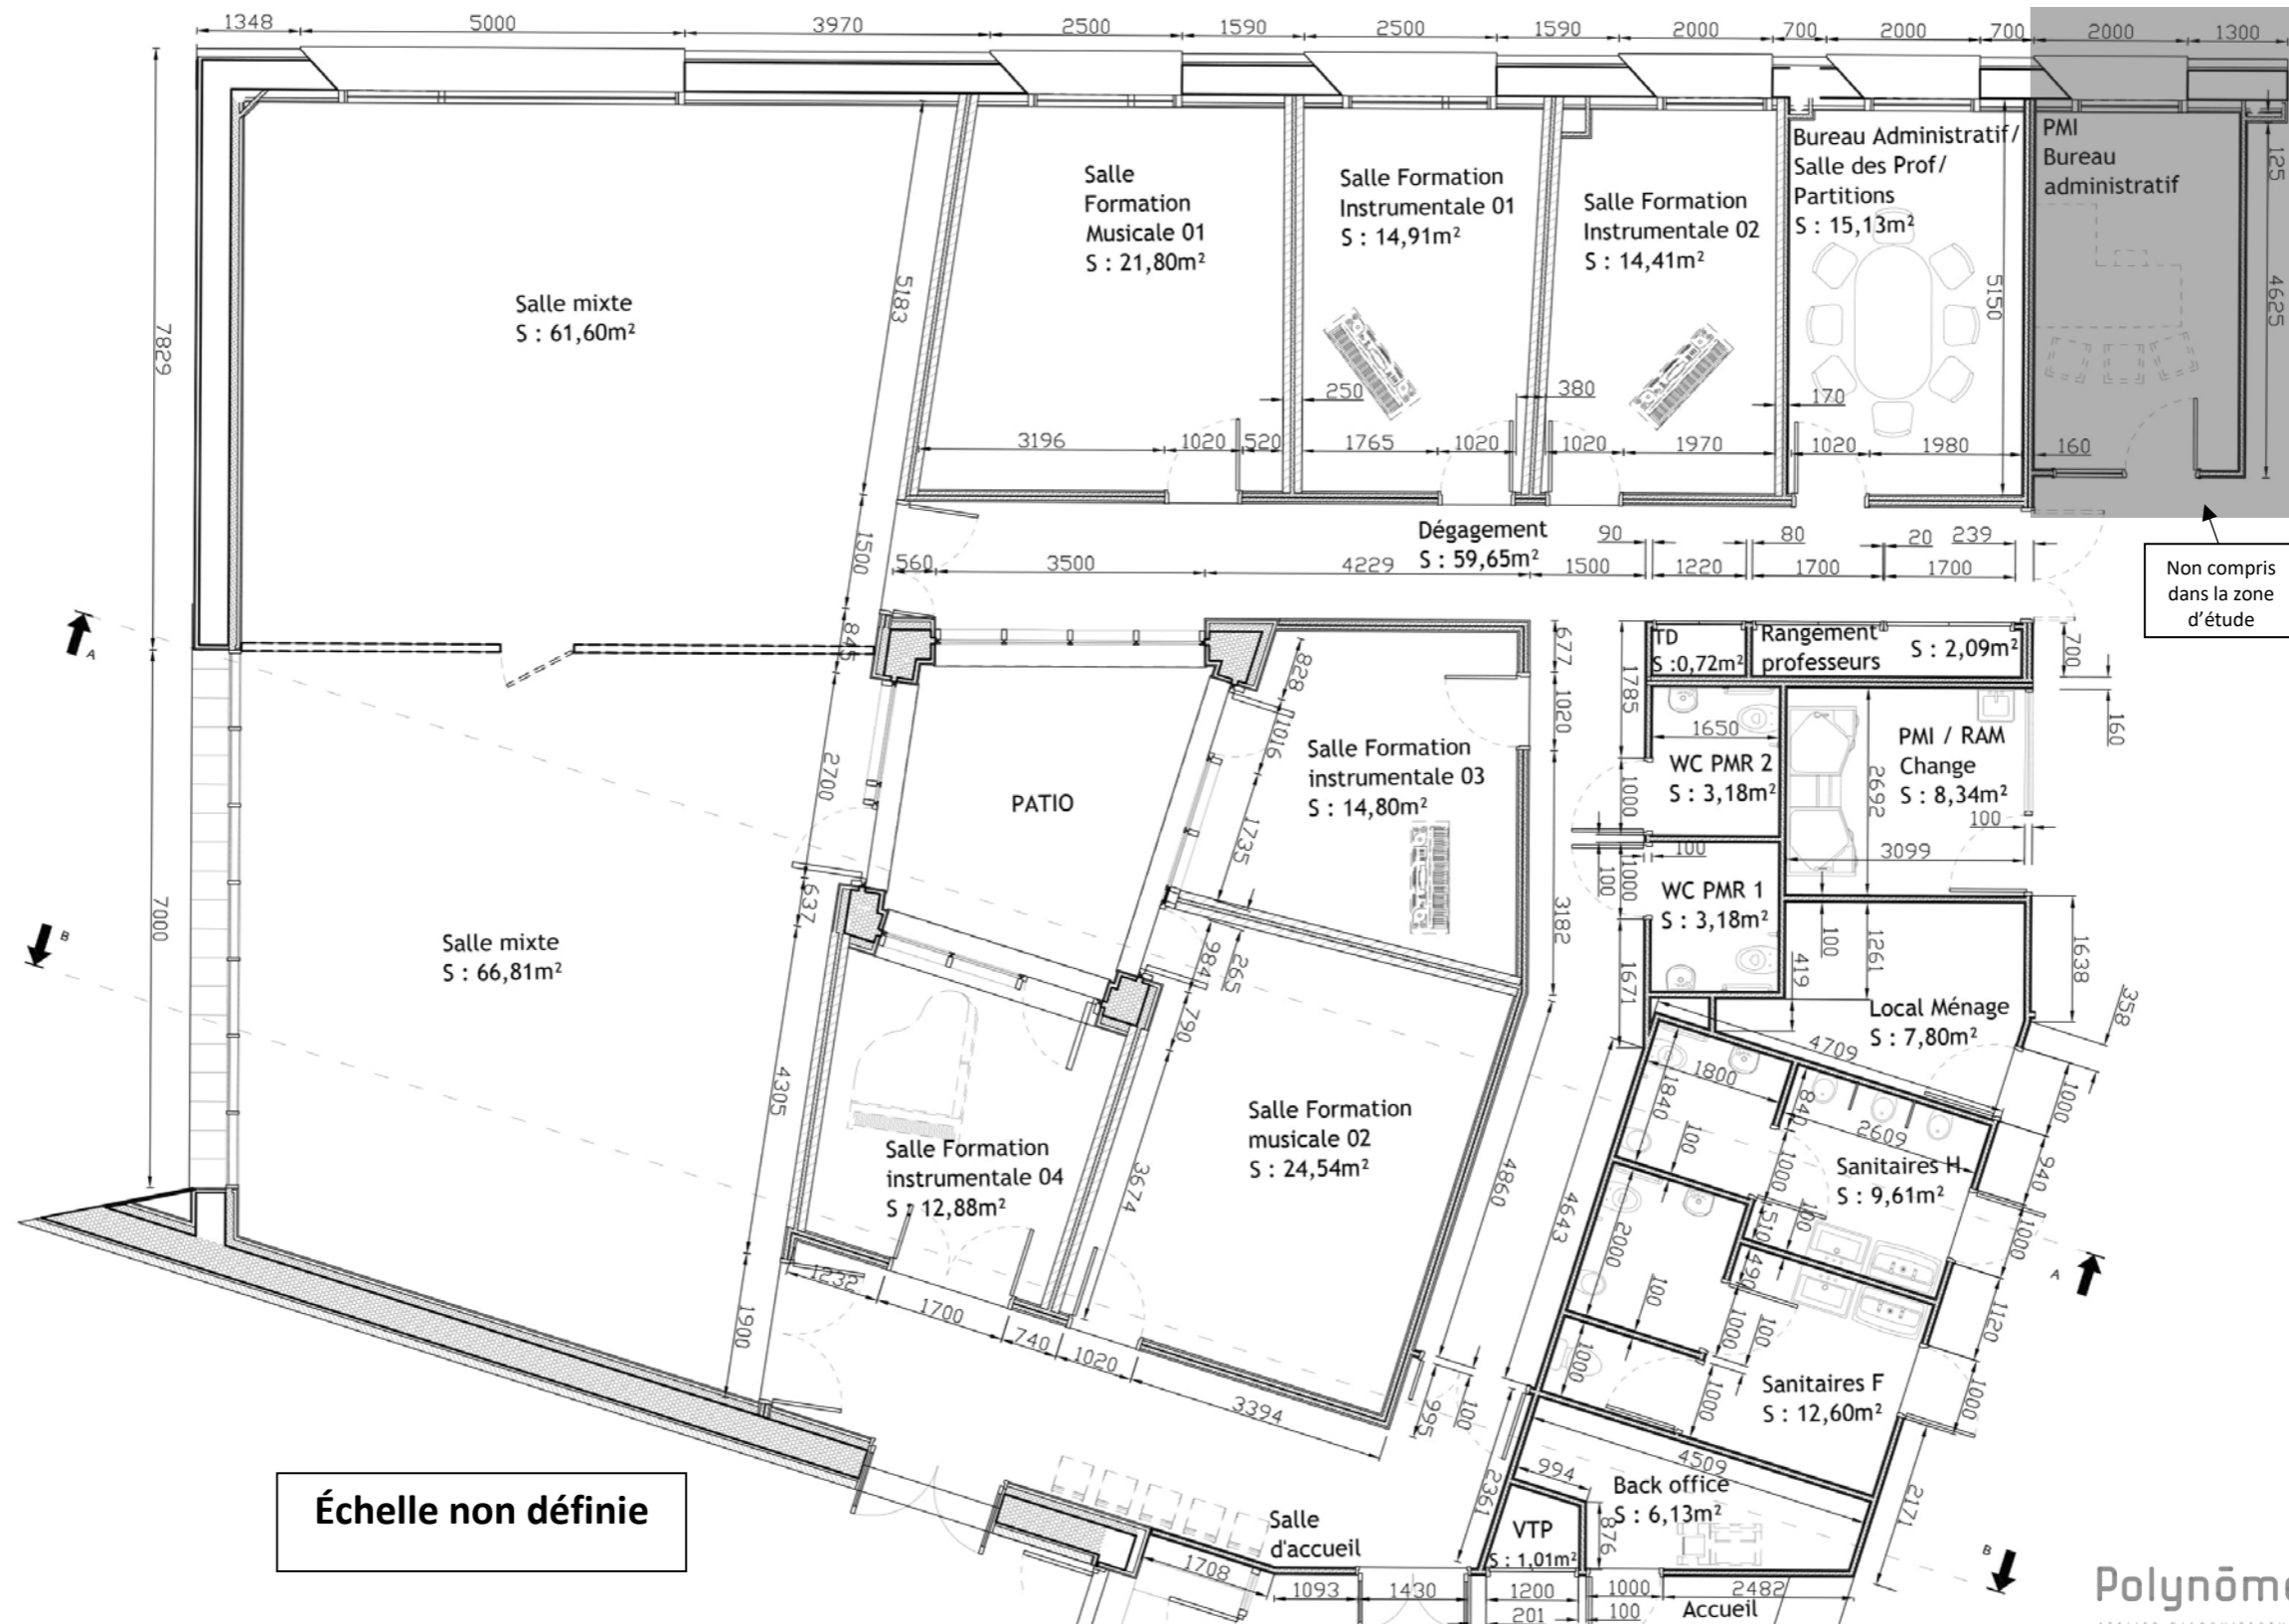 1348 5000 3970 2500 1590 2500 1590 2000 700 2000 700 2000 1300
7829
7000
Salle mixte
S : 61,60m²
5183
1500
845
Salle
Formation
Musicale 01
S : 21,80m²
3196 1020 520
250
Salle Formation
Instrumentale 01
S : 14,91m²
1765 1020
380
Salle Formation
Instrumentale 02
S : 14,41m²
1020 1970
170
Bureau Administratif/
Salle des Prof/
Partitions
S : 15,13m²
5150
1020 1980
PMI
Bureau
administratif
125
4625
160
Non compris
dans la zone
d'étude
Dégagement
S : 59,65m²
560 3500 4229 1500
90 1220 80 1700 20 1700 239
A
B
Salle mixte
S : 66,81m²
2700
637
4305
1900
PATIO
828
1016
1735
Salle Formation
instrumentale 03
S : 14,80m²
677
1020
3182
984
265
790
3674
Salle Formation
instrumentale 04
S : 12,88m²
Salle Formation
musicale 02
S : 24,54m²
4860
4643
1232 1700 740 1020 3394
995
100
TD
S :0,72m²
Rangement
professeurs
S : 2,09m²
700
160
1785
1000
100
100
1000
1671
1650
WC PMR 2
S : 3,18m²
WC PMR 1
S : 3,18m²
PMI / RAM
Change
S : 8,34m²
2692
3099
100
100
1261
419
1638
358
Local Ménage
S : 7,80m²
4709
1800
1840
100
840
2609
1000
510
100
Sanitaires H
S : 9,61m²
1000
940
1000
1120
1000
2171
2000
100
490
1000
100
1000
1000
Sanitaires F
S : 12,60m²
A
B
4509
994
2361
Back office
S : 6,13m²
876
VTP
S : 1,01m²
Salle
d'accueil
1708
1093 1430 1200 1000 2482
201 100
Accueil
Échelle non définie
Polynôme